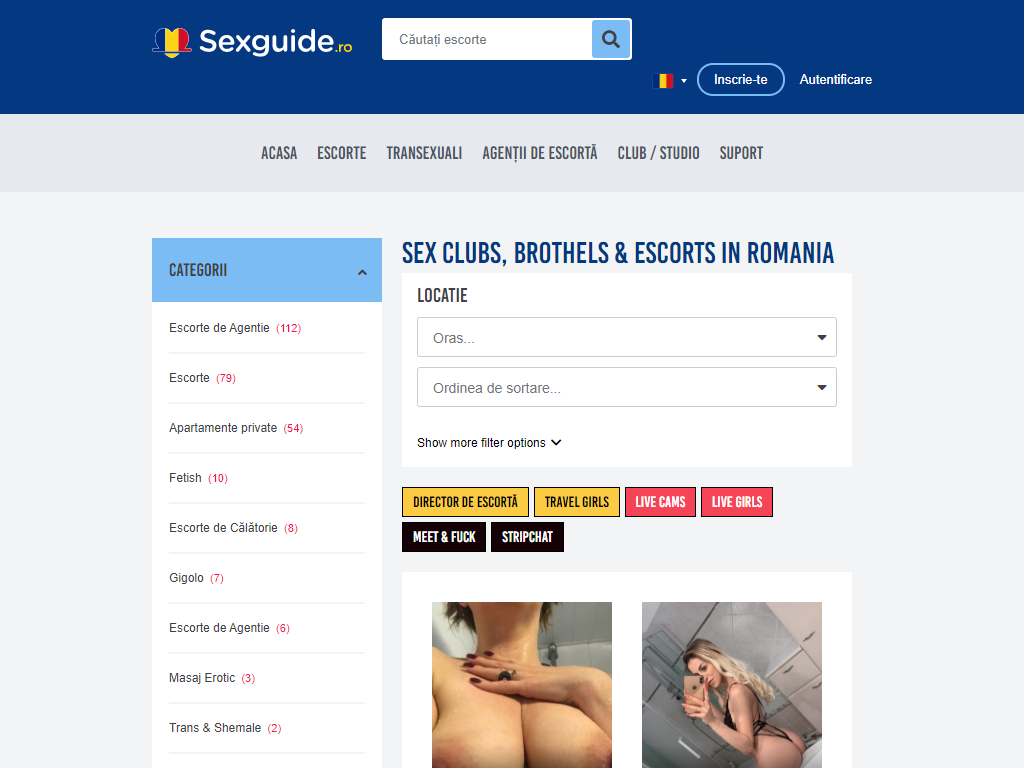 Sexguide.ro
Căutați escorte
Inscrie-te
Autentificare
ACASA
ESCORTE
TRANSEXUALI
AGENȚII DE ESCORTĂ
CLUB / STUDIO
SUPORT
CATEGORII
Escorte de Agentie (112)
Escorte (79)
Apartamente private (54)
Fetish (10)
Escorte de Călătorie (8)
Gigolo (7)
Escorte de Agentie (6)
Masaj Erotic (3)
Trans & Shemale (2)
SEX CLUBS, BROTHELS & ESCORTS IN ROMANIA
LOCATIE
Oras...
Ordinea de sortare...
Show more filter options
DIRECTOR DE ESCORTĂ
TRAVEL GIRLS
LIVE CAMS
LIVE GIRLS
MEET & FUCK
STRIPCHAT